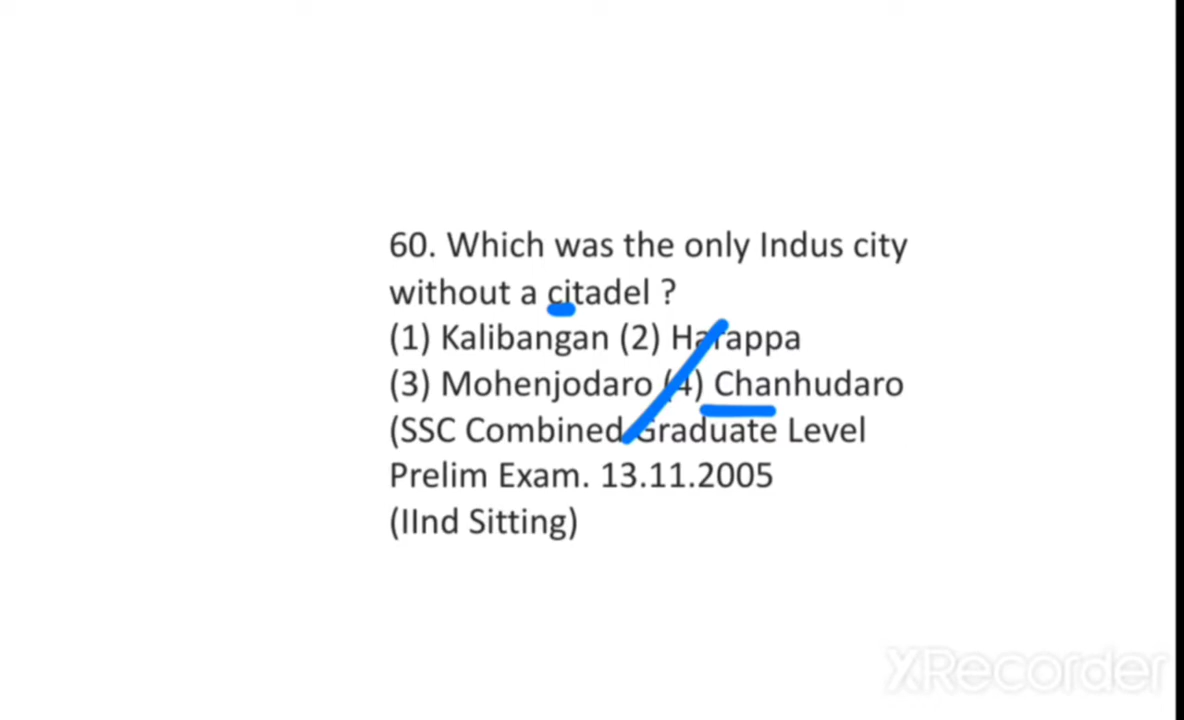 60. Which was the only Indus city
without a citadel ?
(1) Kalibangan (2) Harappa
(3) Mohenjodaro (4) Chanhudaro
(SSC Combined Graduate Level
Prelim Exam. 13.11.2005
(IInd Sitting)
XRecorder